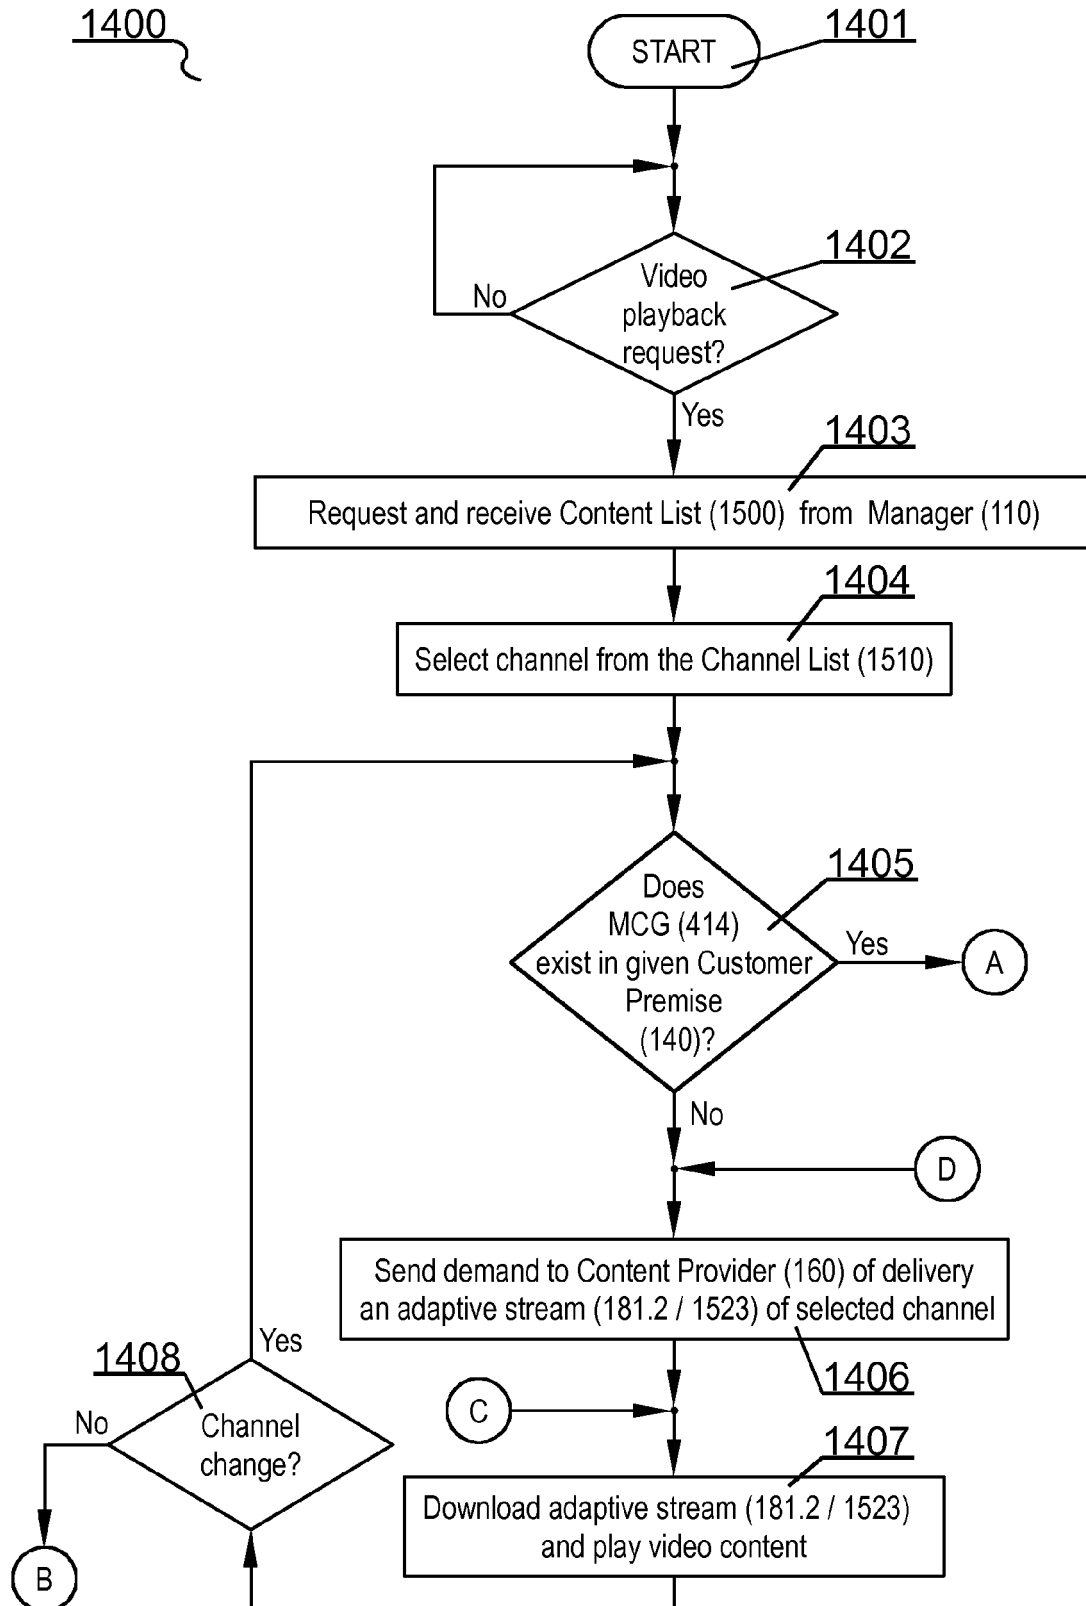 1400
START
1401
1402
Video
playback
request?
No
Yes
1403
Request and receive Content List (1500) from Manager (110)
1404
Select channel from the Channel List (1510)
1405
Does
MCG (414)
exist in given Customer
Premise
(140)?
Yes
A
No
D
Send demand to Content Provider (160) of delivery
an adaptive stream (181.2 / 1523) of selected channel
1406
Yes
1408
No
Channel
change?
C
1407
Download adaptive stream (181.2 / 1523)
and play video content
B